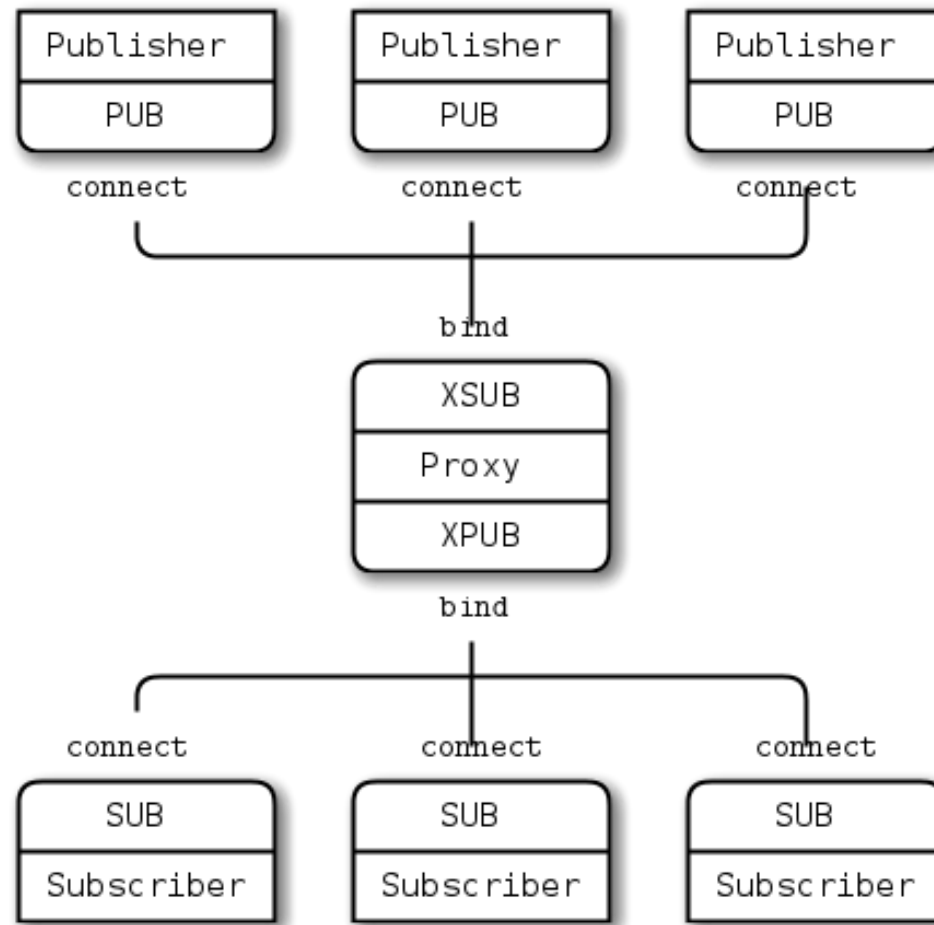 Publisher Publisher Publisher
PUB PUB PUB
connect connect connect
bind
XSUB
Proxy
XPUB
bind
connect connect connect
SUB SUB SUB
Subscriber Subscriber Subscriber